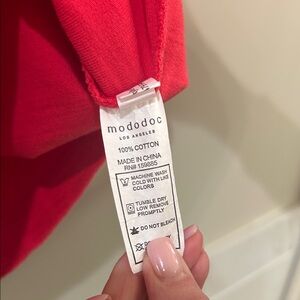 mododoc
LOS ANGELES
100% COTTON
MADE IN CHINA
MACHINE WASH
COLD WITH LIKE
COLORS
TUMBLE DRY
LOW REMOVE
PROMPTLY
DO NOT BLEACH